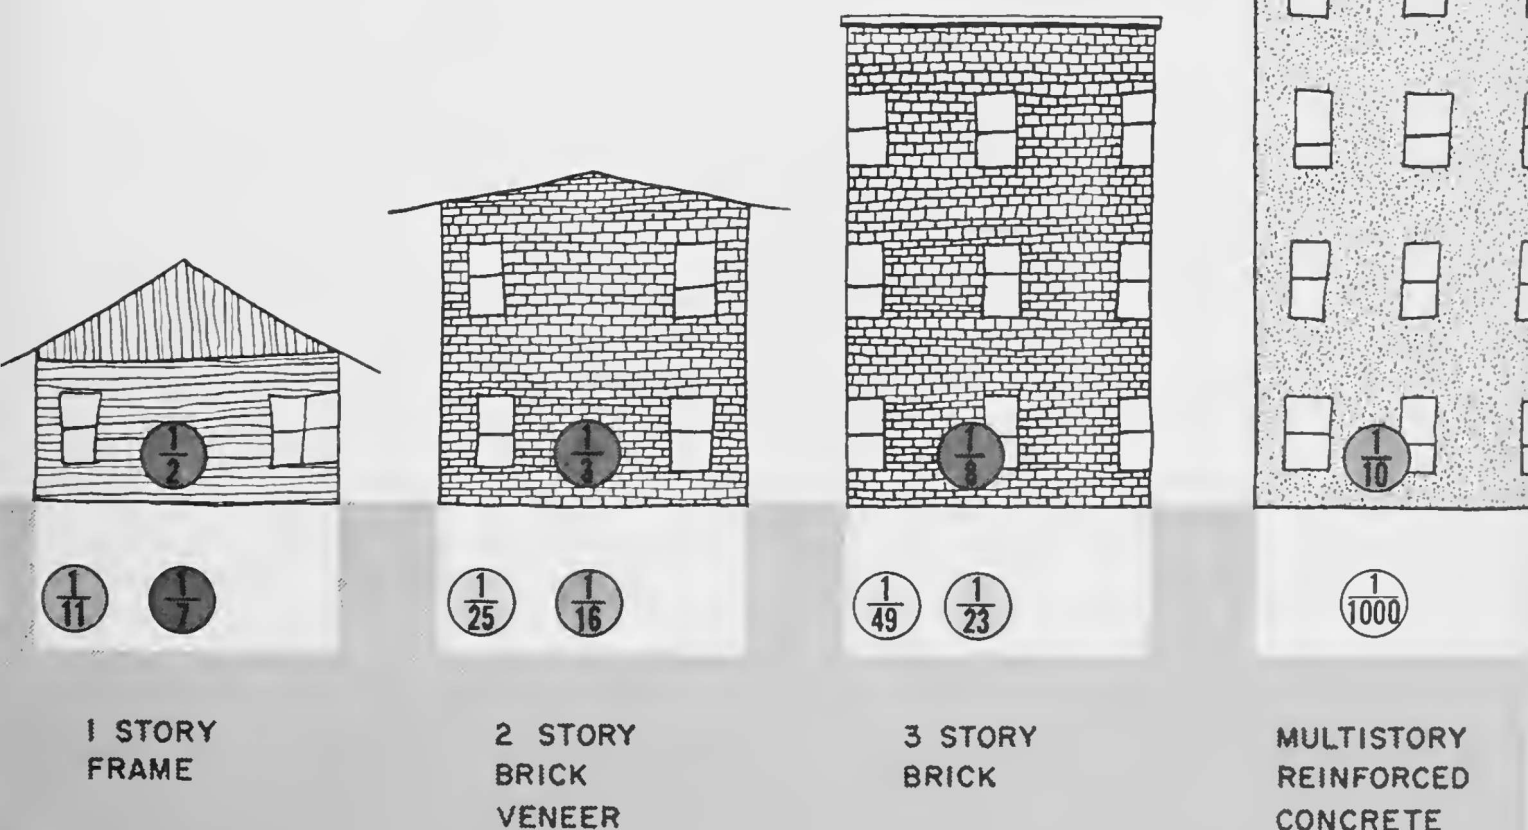 1/2
1/3
1/8
1/10
1/11 1/7
1/25 1/16
1/49 1/23
1/1000
1 STORY
FRAME
2 STORY
BRICK
VENEER
3 STORY
BRICK
MULTISTORY
REINFORCED
CONCRETE